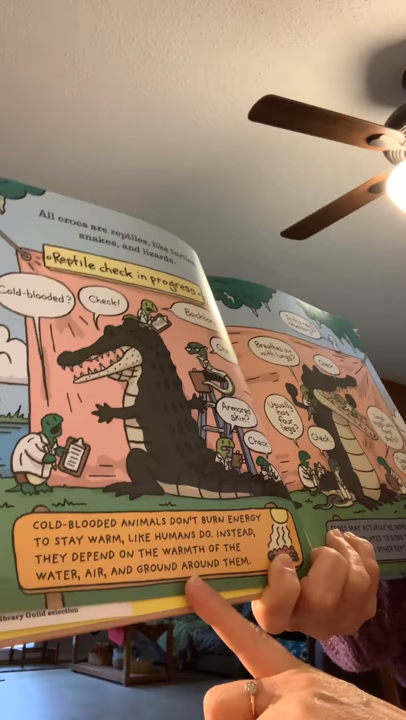 All crocs are reptiles, like turtles,
snakes, and lizards.
Reptile check in progress
Cold-blooded?
Check!
Armored
skin?
Check
COLD-BLOODED ANIMALS DON'T BURN ENERGY
TO STAY WARM, LIKE HUMANS DO. INSTEAD,
THEY DEPEND ON THE WARMTH OF THE
WATER, AIR, AND GROUND AROUND THEM.
Library Guild selection
Breathes air
with lungs?
Check
Usually
has
four
legs?
Check